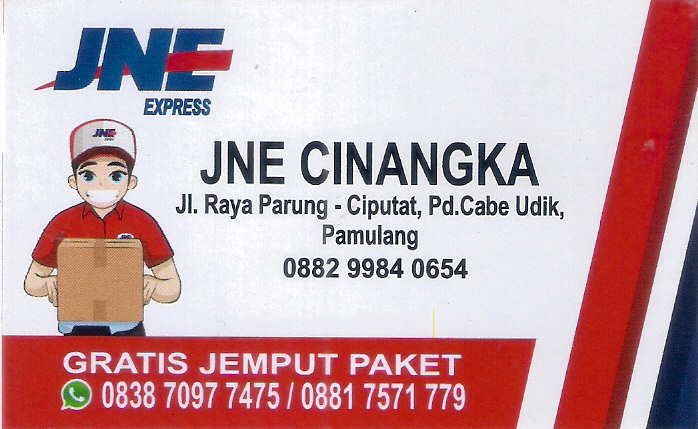 JNE
EXPRESS
JNE
JNE CINANGKA
Jl. Raya Parung - Ciputat, Pd.Cabe Udik,
Pamulang
0882 9984 0654
GRATIS JEMPUT PAKET
0838 7097 7475 / 0881 7571 779